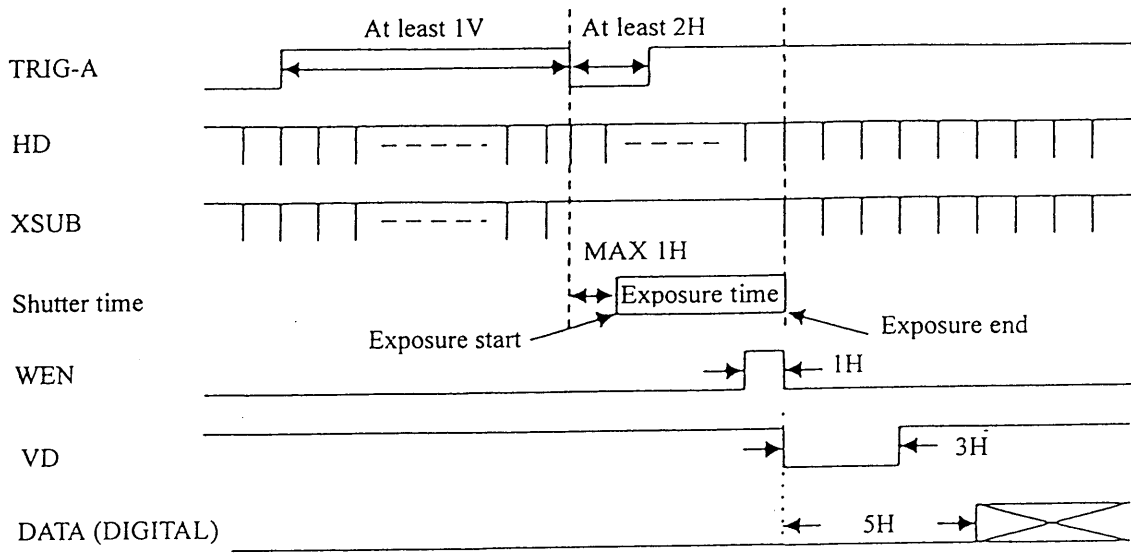 At least 1V
At least 2H
TRIG-A
HD
XSUB
MAX 1H
Shutter time
Exposure time
Exposure start
Exposure end
WEN
1H
VD
3H
DATA (DIGITAL)
5H